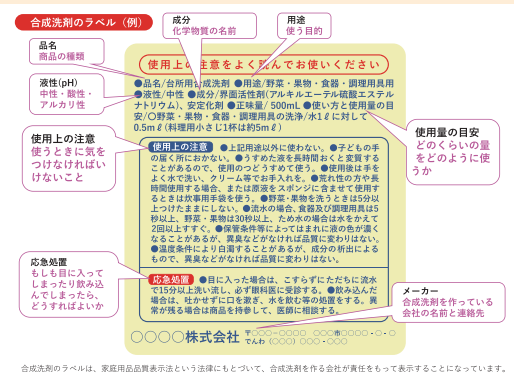 合成洗剤のラベル（例）
成分
化学物質の名前
用途
使う目的
品名
商品の種類
液性(pH)
中性・酸性・
アルカリ性
使用上の注意
使うときに気を
つけなければい
けないこと
応急処置
もしも目に入って
しまったり飲み込
んでしまったら、
どうすればよいか
使用量の目安
どのくらいの量
をどのように使
うか
メーカー
合成洗剤を作っている
会社の名前と連絡先
使用上の注意をよく読んでお使いください
●品名/台所用合成洗剤 ●用途/野菜・果物・食器・調理用具用
●液性/中性 ●成分/界面活性剤(アルキルエーテル硫酸エステル
ナトリウム)、安定化剤 ●正味量/ 500mL ●使い方と使用量の目
安/〇野菜・果物・食器・調理用具の洗浄/水1ℓに対して
0.5mℓ(料理用小さじ1杯は約5mℓ)
使用上の注意 ●上記用途以外に使わない。●子どもの手
の届く所におかない。●うすめた液を長時間おくと変質する
ことがあるので、使用のつどうすめて使う。●使用後は手を
よく水で洗い、クリーム等でお手入れを。●荒れ性の方や長
時間使用する場合、または原液をスポンジに含ませて使用す
るときは炊事用手袋を使う。●野菜･果物を洗うときは5分以
上つけたままにしない。●流水の場合、食器及び調理用具は5
秒以上、野菜・果物は30秒以上、ため水の場合は水をかえて
2回以上すすぐ。●保管条件等によってはまれに液の色が濃く
なることがあるが、異臭などがなければ品質に変わりはない。
●温度条件により白濁することがあるが、成分の析出による
もので、異臭などがなければ品質に変わりはない。
応急処置 ●目に入った場合は、こすらずにただちに流水
で15分以上洗い流し、必ず眼科医に受診する。●飲み込んだ
場合は、吐かせずに口を漱ぎ、水を飲む等の処置をする。異
常が残る場合は商品を持参して、医師に相談する。
〇〇〇〇株式会社 〒〇〇〇－〇〇〇〇 〇〇〇市〇〇〇〇－〇－〇
でんわ（〇〇〇）〇〇〇－〇〇〇
合成洗剤のラベルは、家庭用品品質表示法という法律にもとづいて、合成洗剤を作る会社が責任をもって表示することになっています。